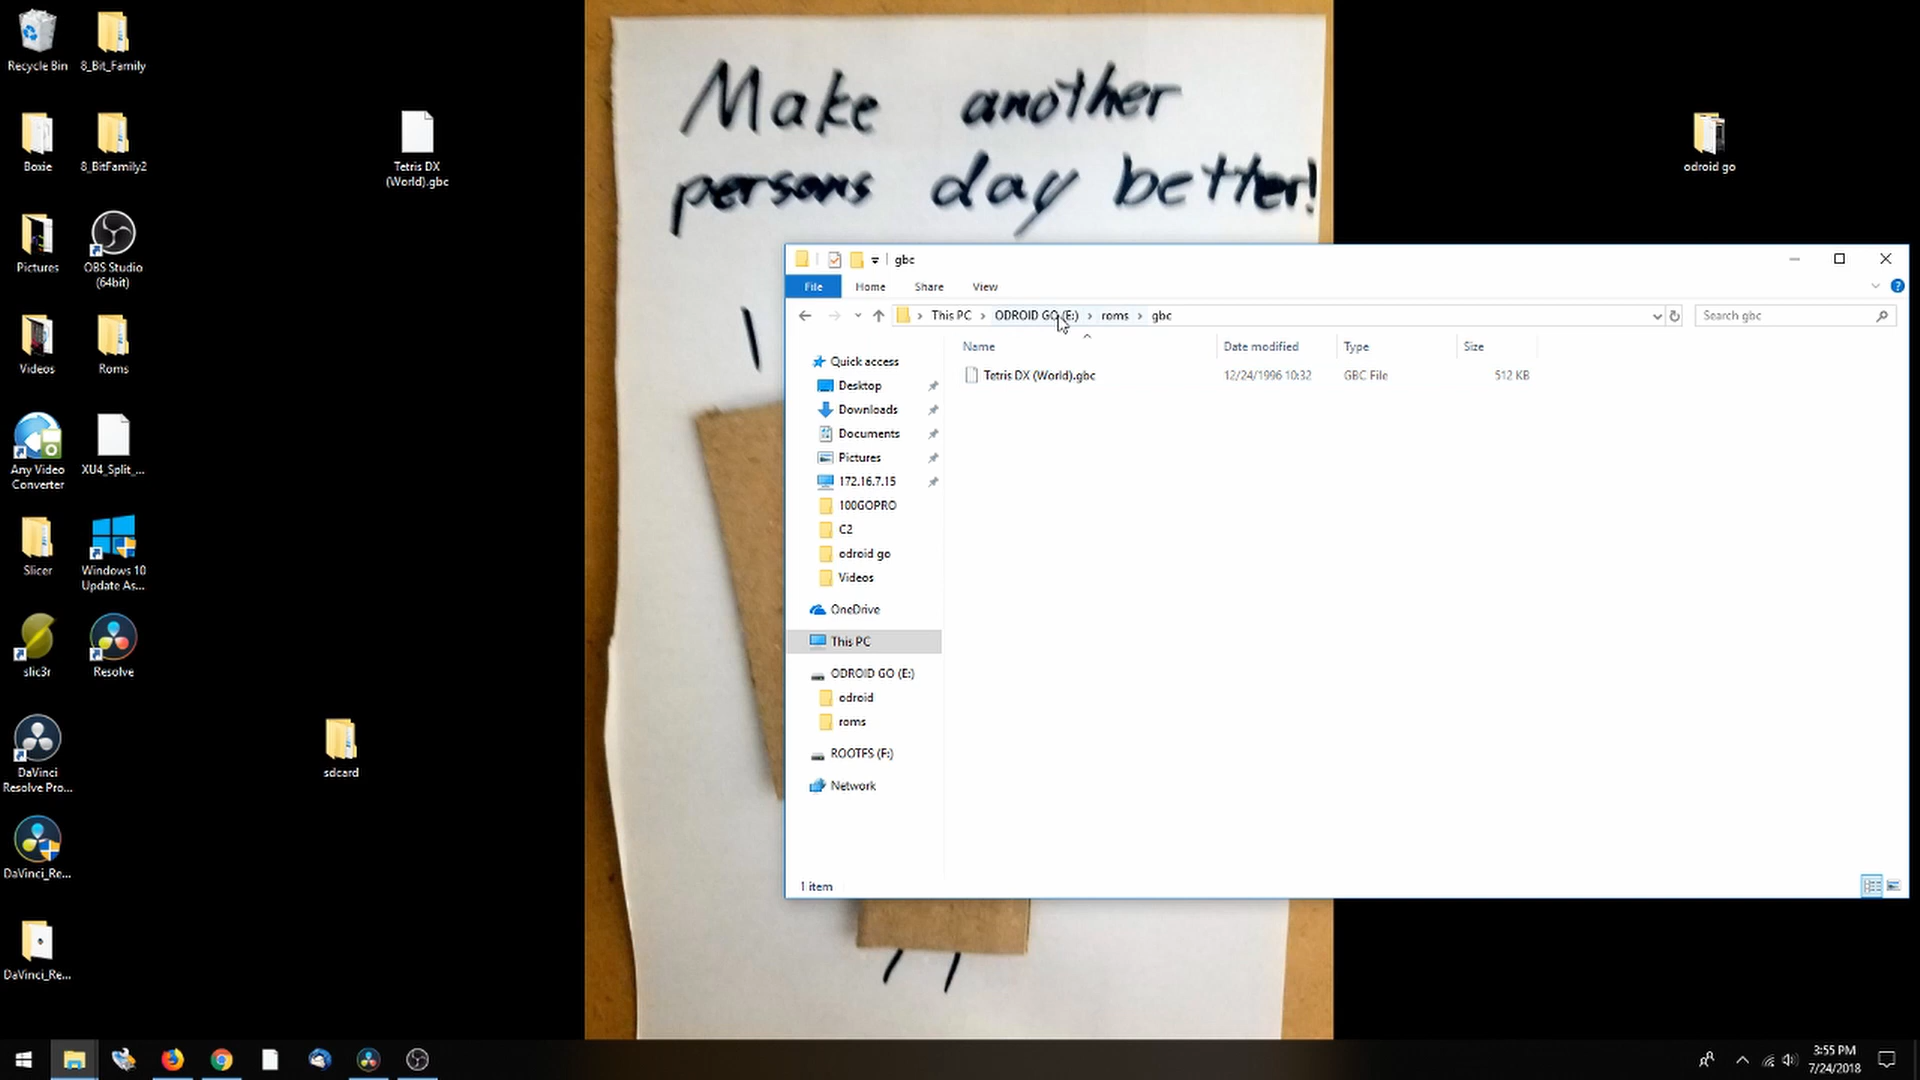 Recycle Bin
8_Bit_Family
Boxie
8_BitFamily2
Pictures
OBS Studio
(64bit)
Videos
Roms
Any Video
Converter
XU4_Split_...
Slicer
Windows 10
Update As...
slic3r
Resolve
DaVinci
Resolve Pro...
DaVinci_Re...
DaVinci_Re...
Tetris DX
(World).gbc
sdcard
odroid go
Make another
persons day better!
gbc
File Home Share View
This PC > ODROID GO (E:) > roms > gbc
Search gbc
Name Date modified Type Size
Tetris DX (World).gbc 12/24/1996 10:32 GBC File 512 KB
Quick access
Desktop
Downloads
Documents
Pictures
172.16.7.15
100GOPRO
C2
odroid go
Videos
OneDrive
This PC
ODROID GO (E:)
odroid
roms
ROOTFS (F:)
Network
1 item
3:55 PM
7/24/2018